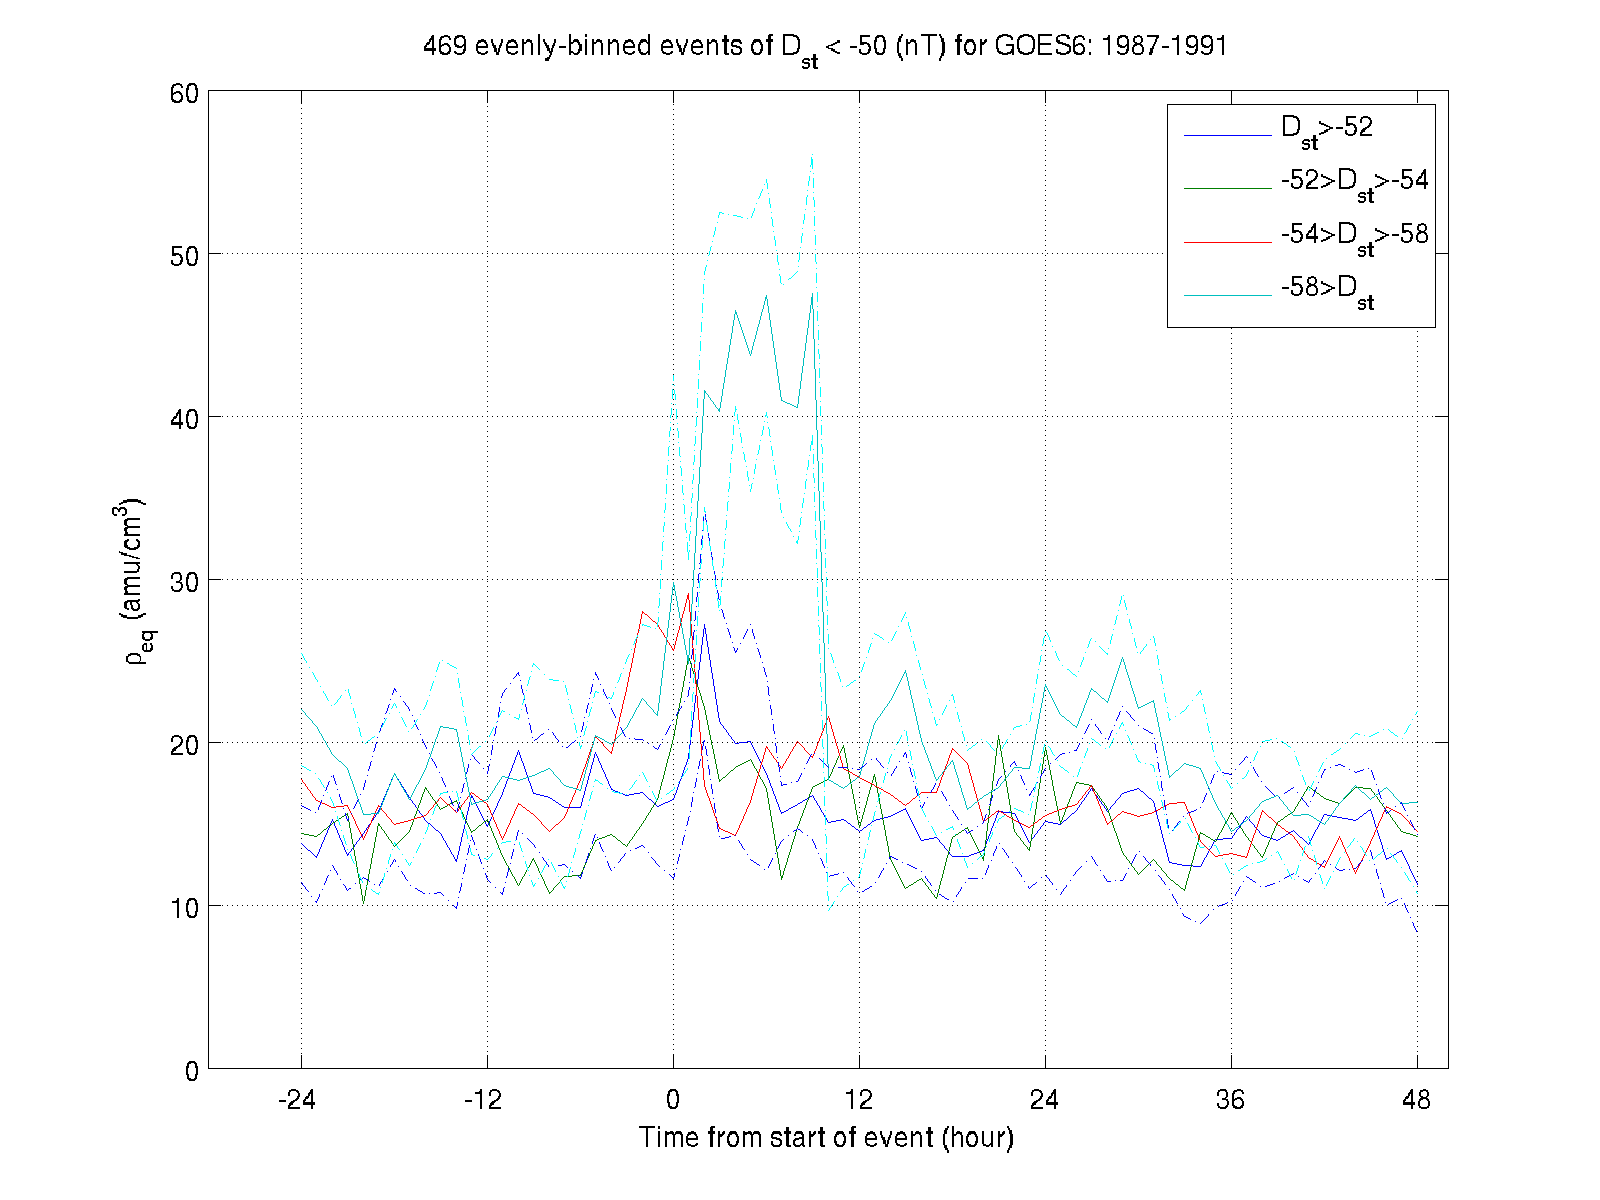 469 evenly-binned events of Dst < -50 (nT) for GOES6: 1987-1991
60
50
40
30
20
10
0
ρeq (amu/cm3)
Dst>-52
-52>Dst>-54
-54>Dst>-58
-58>Dst
-24 -12 0 12 24 36 48
Time from start of event (hour)